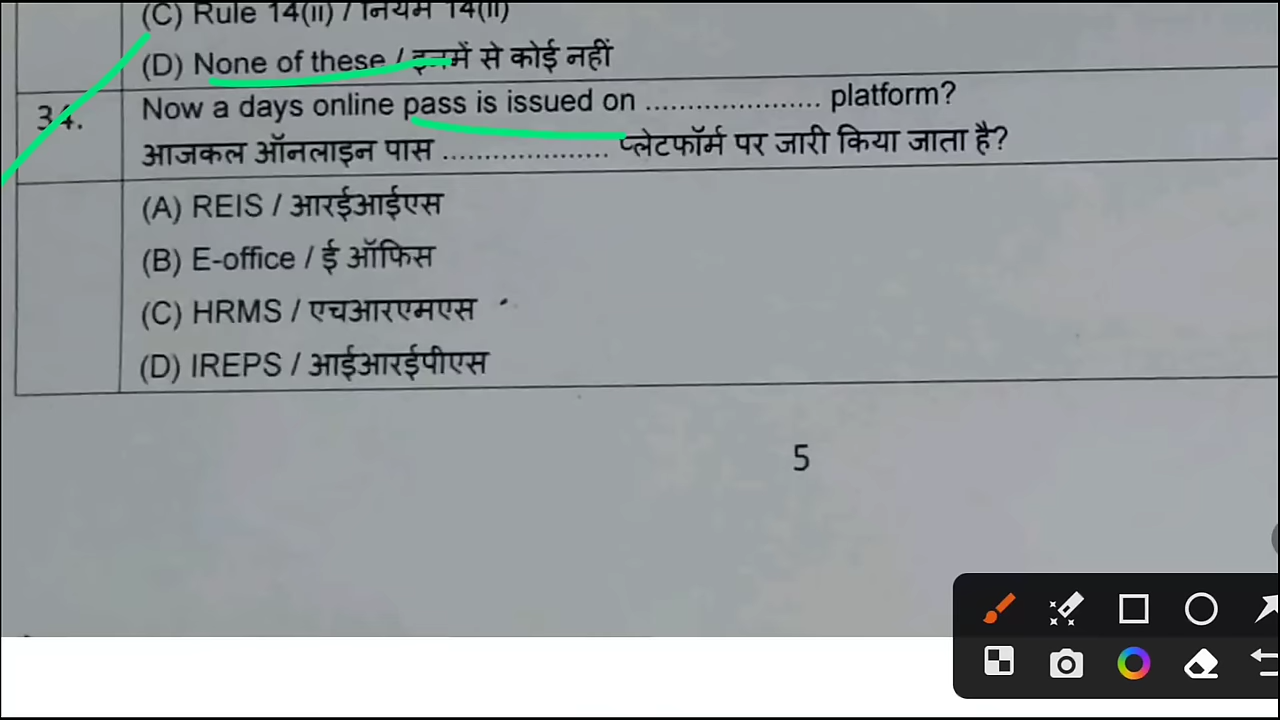 (C) Rule 14(ii) / नियम 14(ii)
(D) None of these / इनमें से कोई नहीं
34.
Now a days online pass is issued on ..................... platform?
आजकल ऑनलाइन पास .................... प्लेटफॉर्म पर जारी किया जाता है?
(A) REIS / आरईआईएस
(B) E-office / ई ऑफिस
(C) HRMS / एचआरएमएस
(D) IREPS / आईआरईपीएस
5